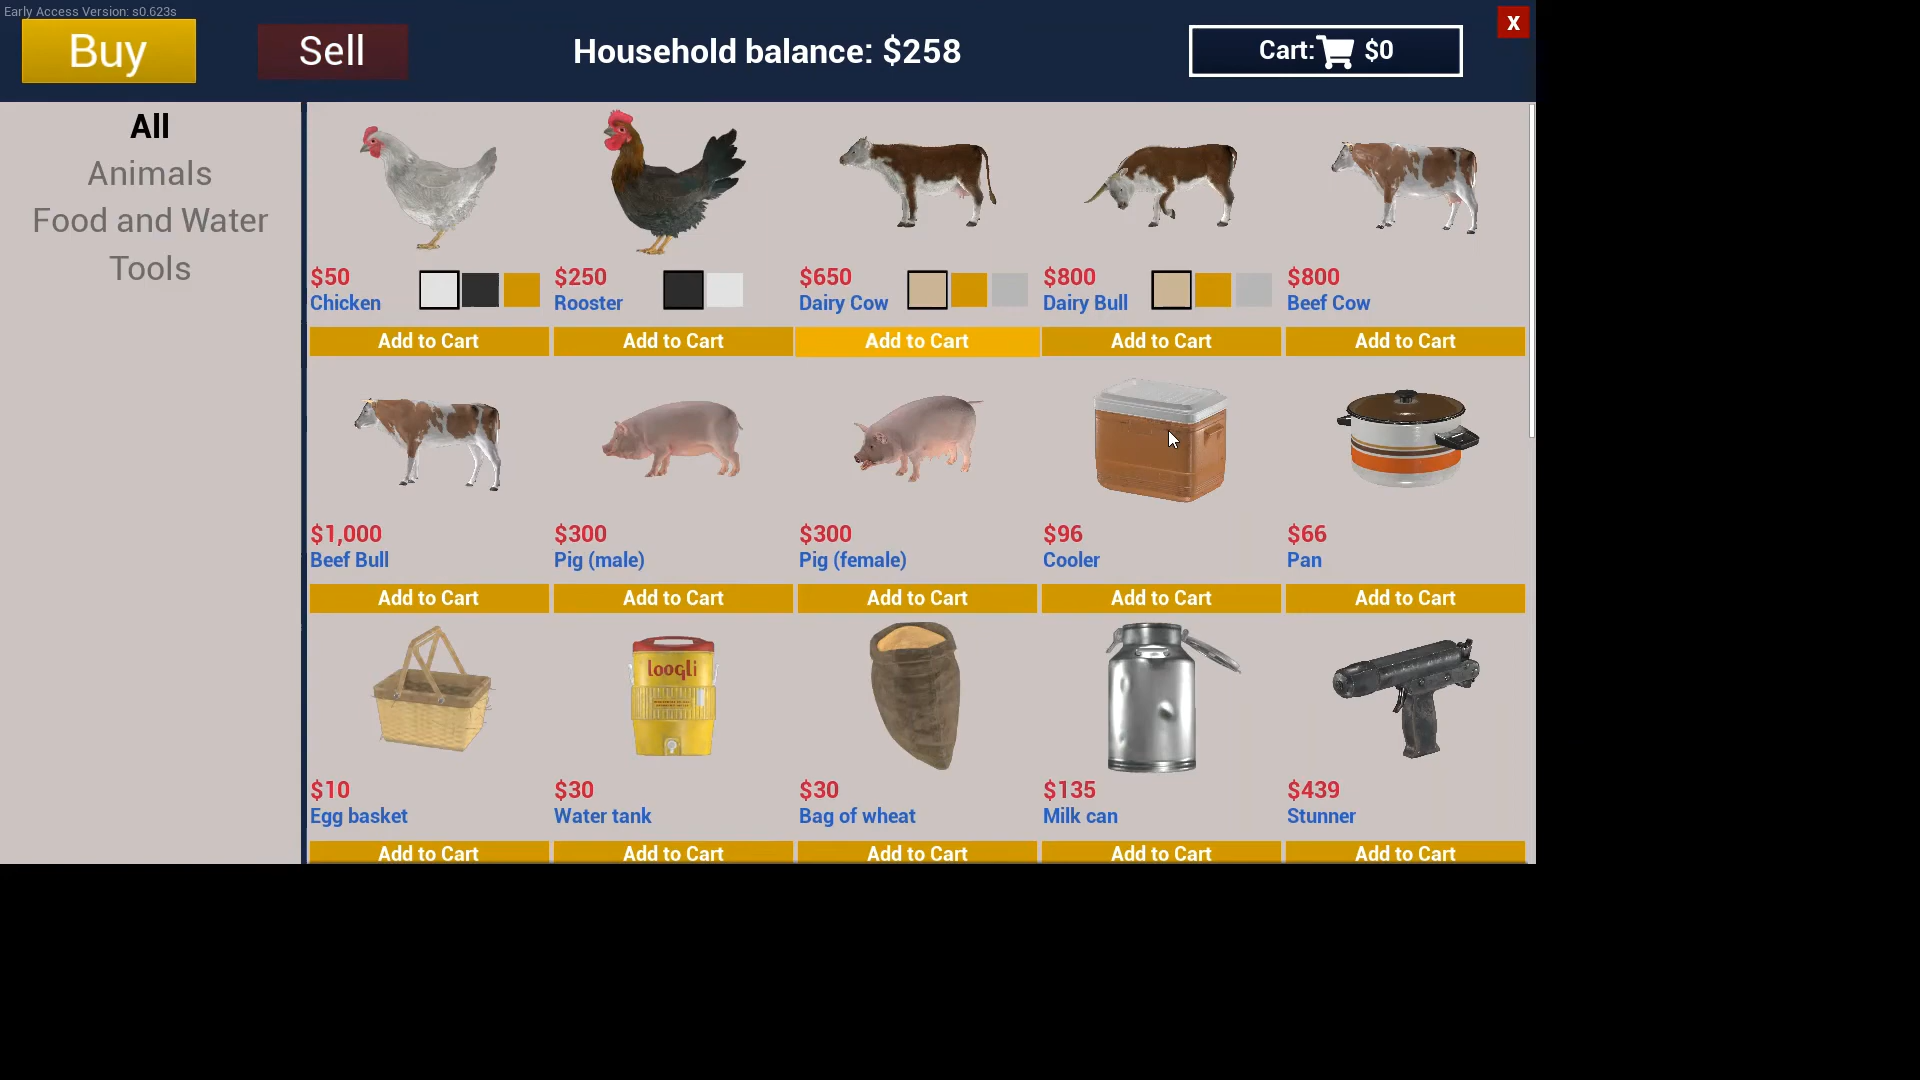 Early Access Version: s0.623s
Buy
Sell
Household balance: $258
Cart: $0
X
All
Animals
Food and Water
Tools
$50
Chicken
Add to Cart
$250
Rooster
Add to Cart
$650
Dairy Cow
Add to Cart
$800
Dairy Bull
Add to Cart
$800
Beef Cow
Add to Cart
$1,000
Beef Bull
Add to Cart
$300
Pig (male)
Add to Cart
$300
Pig (female)
Add to Cart
$96
Cooler
Add to Cart
$66
Pan
Add to Cart
$10
Egg basket
Add to Cart
loogli
$30
Water tank
Add to Cart
$30
Bag of wheat
Add to Cart
$135
Milk can
Add to Cart
$439
Stunner
Add to Cart